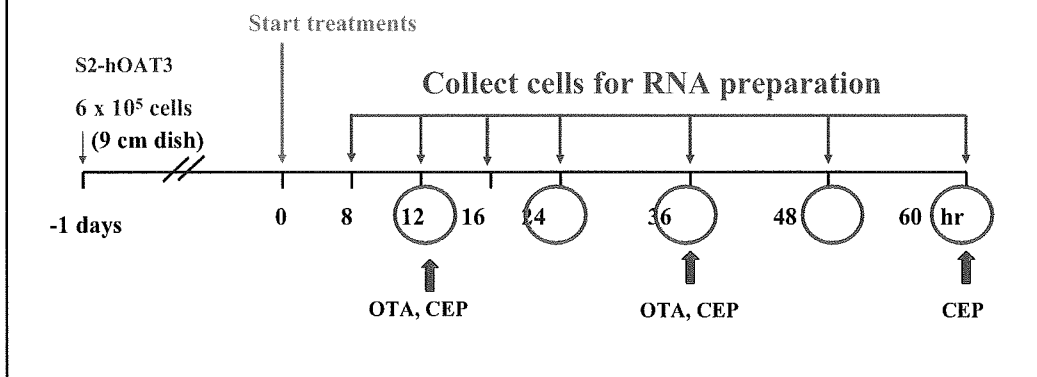 Start treatments
S2-hOAT3
Collect cells for RNA preparation
6 x 10⁵ cells
(9 cm dish)
-1 days 0 8 12 16 24 36 48 60 hr
OTA, CEP OTA, CEP CEP